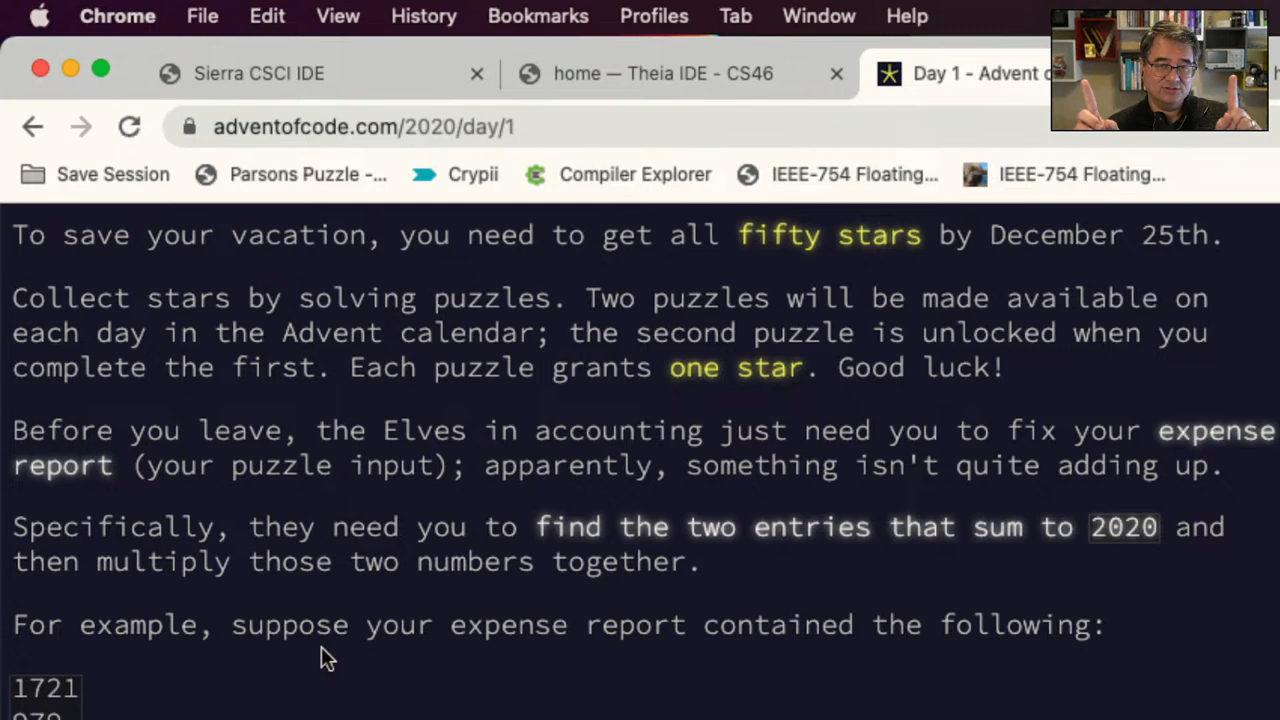 Chrome File Edit View History Bookmarks Profiles Tab Window Help
Sierra CSCI IDE
home — Theia IDE - CS46
Day 1 - Advent
adventofcode.com/2020/day/1
Save Session
Parsons Puzzle -...
Crypii
Compiler Explorer
IEEE-754 Floating...
IEEE-754 Floating...
To save your vacation, you need to get all fifty stars by December 25th.
Collect stars by solving puzzles. Two puzzles will be made available on
each day in the Advent calendar; the second puzzle is unlocked when you
complete the first. Each puzzle grants one star. Good luck!
Before you leave, the Elves in accounting just need you to fix your expense
report (your puzzle input); apparently, something isn't quite adding up.
Specifically, they need you to find the two entries that sum to 2020 and
then multiply those two numbers together.
For example, suppose your expense report contained the following:
1721